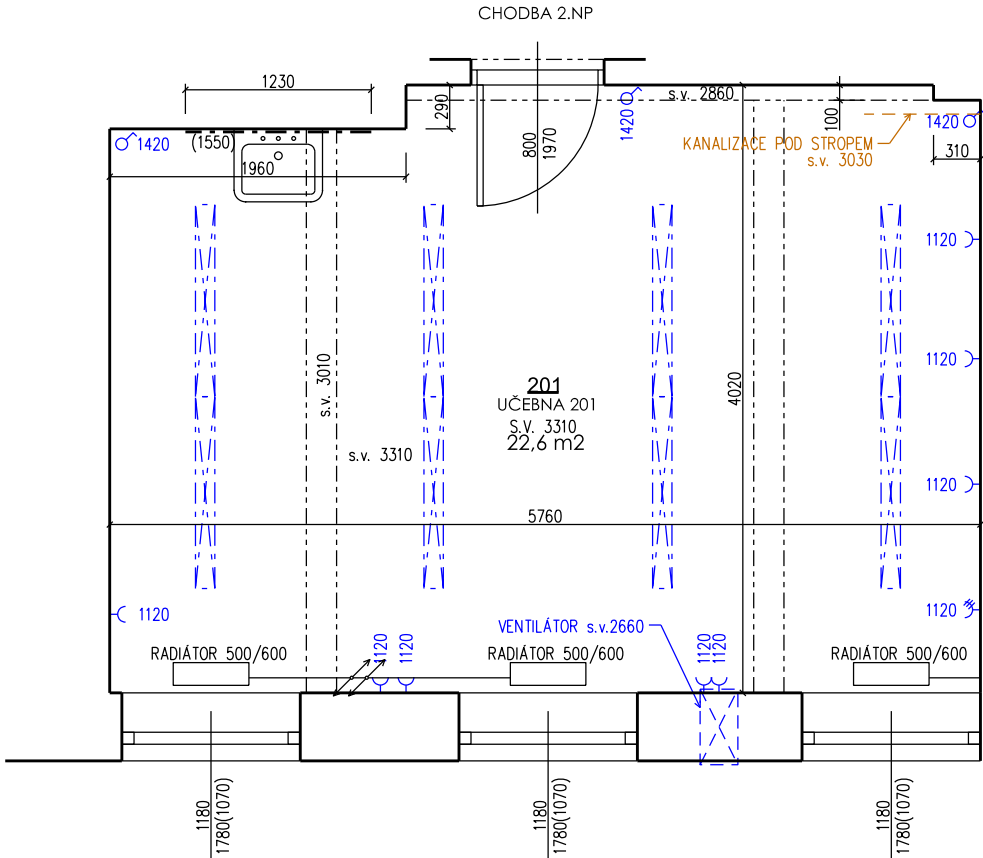 CHODBA 2.NP
1230
290
s.v. 2860
100
1420
(1550)
1960
800
1970
1420
KANALIZACE POD STROPEM
s.v. 3030
1420
310
1120
1120
1120
1120
s.v. 3010
s.v. 3310
201
UČEBNA 201
S.V. 3310
22,6 m2
4020
5760
1120
VENTILÁTOR s.v.2660
1120
1120
1120
1120
RADIÁTOR 500/600
RADIÁTOR 500/600
RADIÁTOR 500/600
1180
1780(1070)
1180
1780(1070)
1180
1780(1070)